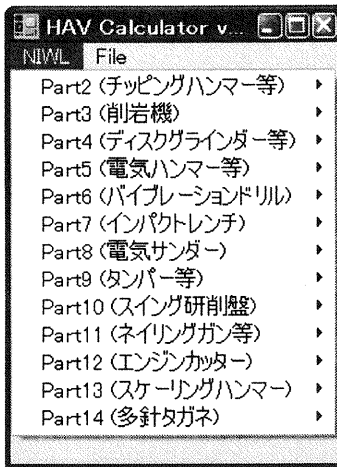 HAV Calculator v...
NIWL File
Part2 (チッピングハンマー等)
Part3 (削岩機)
Part4 (ディスクグラインダー等)
Part5 (電気ハンマー等)
Part6 (バイブレーションドリル)
Part7 (インパクトレンチ)
Part8 (電気サンダー)
Part9 (タンパー等)
Part10 (スイング研削盤)
Part11 (ネイリングガン等)
Part12 (エンジンカッター)
Part13 (スケーリングハンマー)
Part14 (多針タガネ)